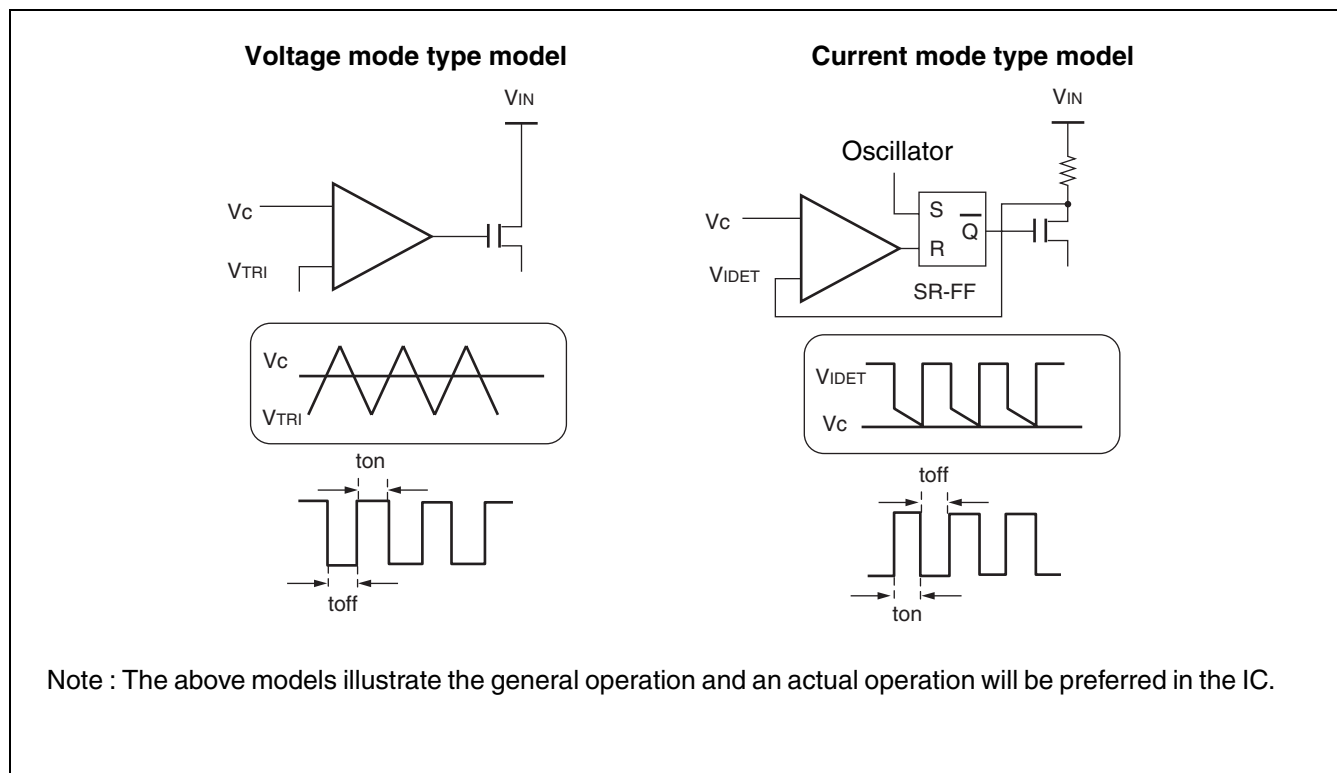 Voltage mode type model
VIN
Vc
VTRI
Vc
VTRI
ton
toff
Current mode type model
VIN
Oscillator
Vc
VIDET
S
R
Q
SR-FF
VIDET
Vc
toff
ton
Note : The above models illustrate the general operation and an actual operation will be preferred in the IC.